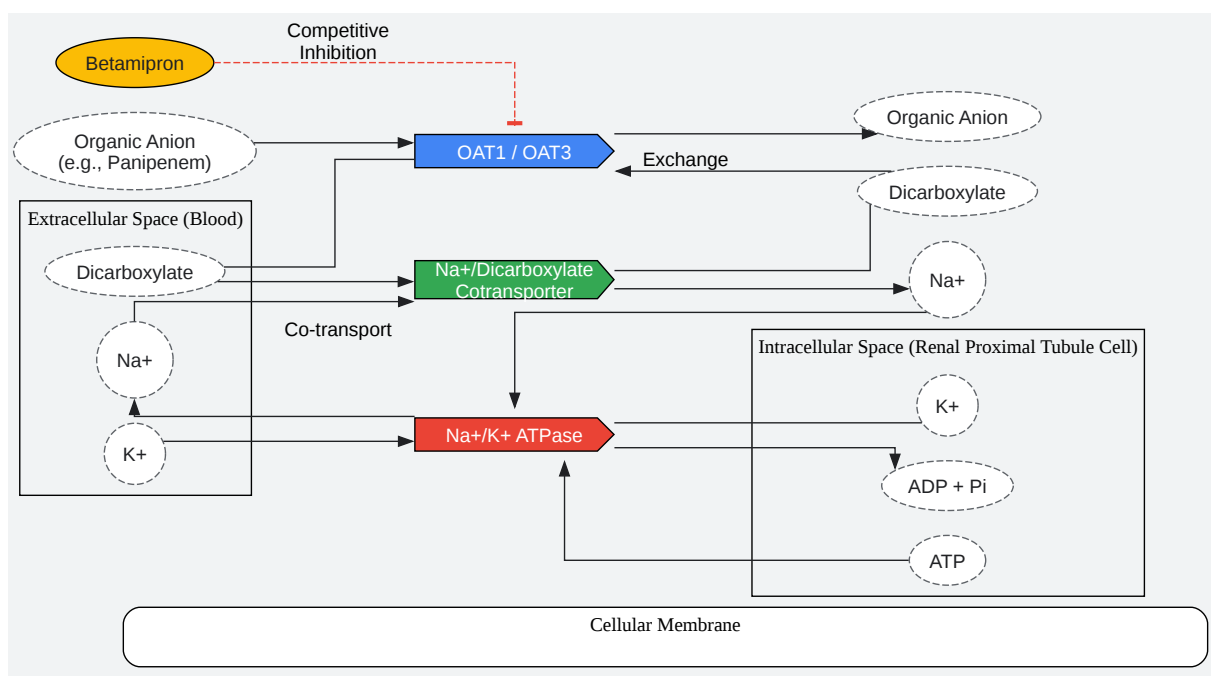 Competitive
Inhibition
Betamipron
Organic Anion
Organic Anion
(e.g., Panipenem)
OAT1 / OAT3
Exchange
Dicarboxylate
Extracellular Space (Blood)
Dicarboxylate
Na+/Dicarboxylate
Cotransporter
Na+
Co-transport
Na+
Intracellular Space (Renal Proximal Tubule Cell)
K+
Na+/K+ ATPase
K+
ADP + Pi
ATP
Cellular Membrane